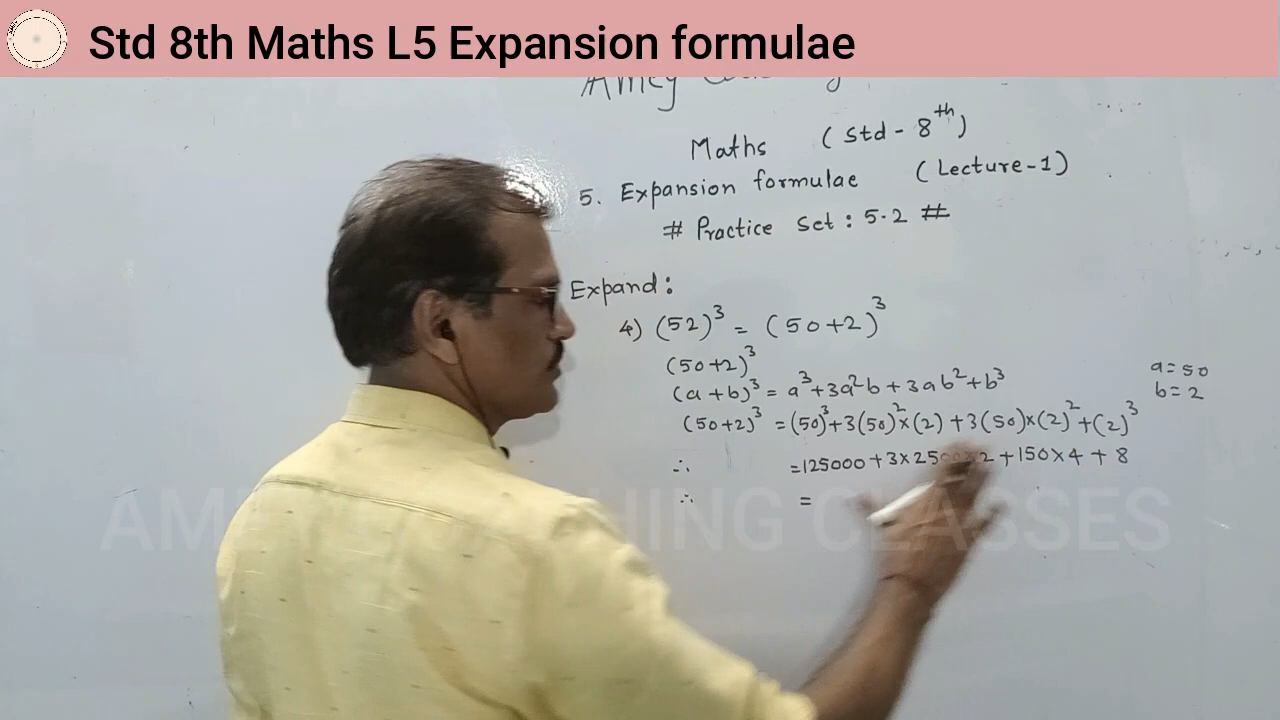 Std 8th Maths L5 Expansion formulae
Amey
Maths (Std - 8th)
5. Expansion formulae (Lecture-1)
# Practice Set : 5.2 #
Expand :
4) (52)³ = (50+2)³
(50+2)³
(a+b)³ = a³+3a²b+3ab²+b³
a=50
b=2
(50+2)³ = (50)³+3(50)²×(2)+3(50)×(2)²+(2)³
∴ =125000+3×2500×2+150×4+8
∴ =
CLASSES